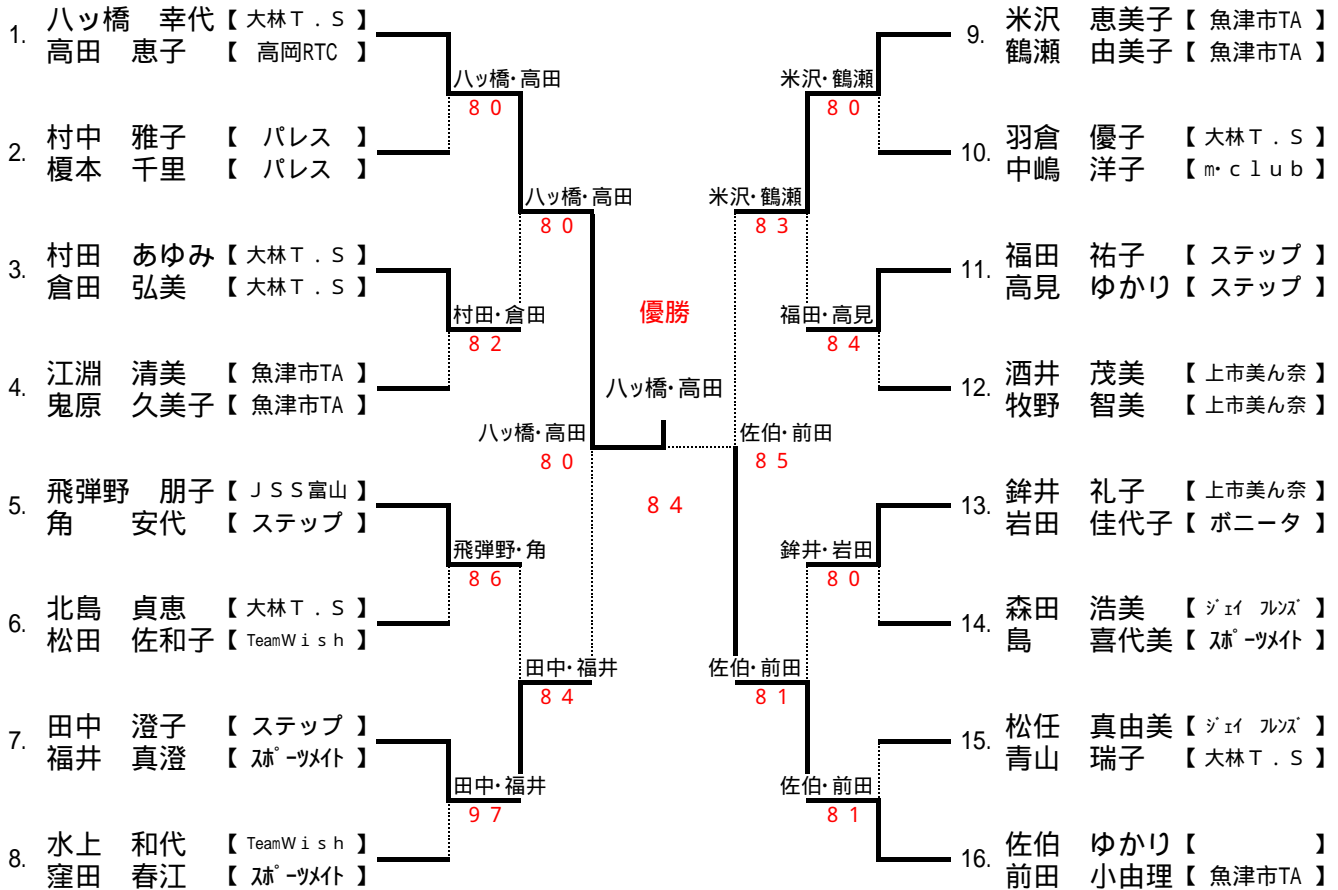 1. 八ッ橋 幸代【 大林Ｔ．Ｓ 】
高田 恵子 【 高岡RTC 】
八ッ橋・高田
８０
2. 村中 雅子 【 パレス 】
榎本 千里 【 パレス 】
八ッ橋・高田
８０
3. 村田 あゆみ【 大林Ｔ．Ｓ 】
倉田 弘美 【 大林Ｔ．Ｓ 】
村田・倉田
８２
4. 江淵 清美 【 魚津市TA 】
鬼原 久美子【 魚津市TA 】
八ッ橋・高田
８０
5. 飛弾野 朋子【 ＪＳＳ富山 】
角 安代 【 ステップ 】
飛弾野・角
８６
6. 北島 貞恵 【 大林Ｔ．Ｓ 】
松田 佐和子【 TeamWｉｓｈ 】
田中・福井
８４
7. 田中 澄子 【 ステップ 】
福井 真澄 【 ｽﾎﾟｰﾂﾒｲﾄ 】
田中・福井
９７
8. 水上 和代 【 TeamWｉｓｈ 】
窪田 春江 【 ｽﾎﾟｰﾂﾒｲﾄ 】
優勝
八ッ橋・高田
８４
9. 米沢 恵美子【 魚津市TA 】
鶴瀬 由美子【 魚津市TA 】
米沢・鶴瀬
８０
10. 羽倉 優子 【 大林Ｔ．Ｓ 】
中嶋 洋子 【 m・ｃｌｕｂ 】
米沢・鶴瀬
８３
11. 福田 祐子 【 ステップ 】
高見 ゆかり【 ステップ 】
福田・高見
８４
12. 酒井 茂美 【 上市美ん奈 】
牧野 智美 【 上市美ん奈 】
佐伯・前田
８５
13. 鉾井 礼子 【 上市美ん奈 】
岩田 佳代子【 ボニータ 】
鉾井・岩田
８０
14. 森田 浩美 【 ｼﾞｪｲ ﾌﾚﾝｽﾞ 】
島 喜代美【 ｽﾎﾟｰﾂﾒｲﾄ 】
佐伯・前田
８１
15. 松任 真由美【 ｼﾞｪｲ ﾌﾚﾝｽﾞ 】
青山 瑞子 【 大林Ｔ．Ｓ 】
佐伯・前田
８１
16. 佐伯 ゆかり【 】
前田 小由理【 魚津市TA 】